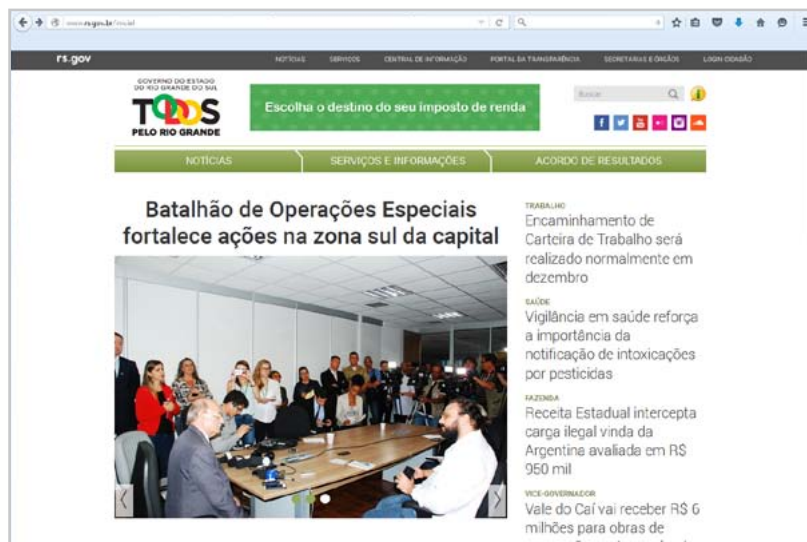 rs.gov
NOTÍCIAS
SERVIÇOS
CENTRAL DE INFORMAÇÃO
PORTAL DA TRANSPARÊNCIA
SECRETARIAS E ÓRGÃOS
LOGIN CIDADÃO
GOVERNO DO ESTADO
DO RIO GRANDE DO SUL
TODOS
PELO RIO GRANDE
Escolha o destino do seu imposto de renda
Buscar
NOTÍCIAS
SERVIÇOS E INFORMAÇÕES
ACORDO DE RESULTADOS
Batalhão de Operações Especiais
fortalece ações na zona sul da capital
TRABALHO
Encaminhamento de
Carteira de Trabalho será
realizado normalmente em
dezembro
SAÚDE
Vigilância em saúde reforça
a importância da
notificação de intoxicações
por pesticidas
FAZENDA
Receita Estadual intercepta
carga ilegal vinda da
Argentina avaliada em R$
950 mil
VICE-GOVERNADOR
Vale do Caí vai receber R$ 6
milhões para obras de